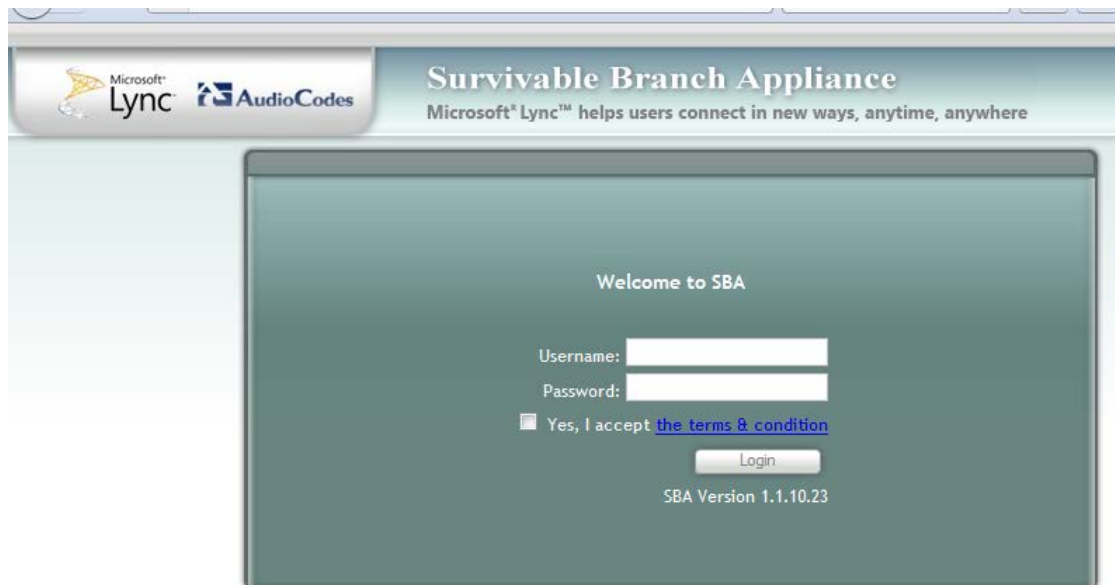 Microsoft®
Lync™
AudioCodes
Survivable Branch Appliance
Microsoft® Lync™ helps users connect in new ways, anytime, anywhere
Welcome to SBA
Username:
Password:
Yes, I accept the terms & condition
Login
SBA Version 1.1.10.23